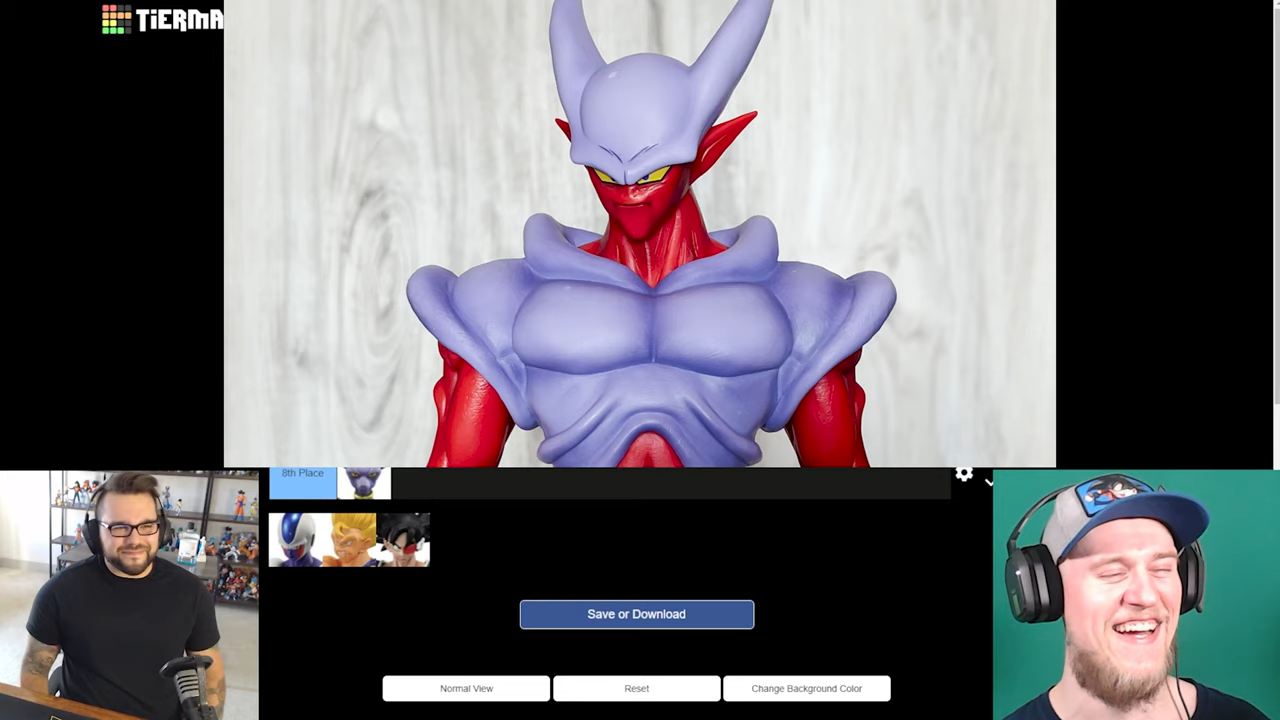 TiERMA
8th Place
Save or Download
Normal View
Reset
Change Background Color